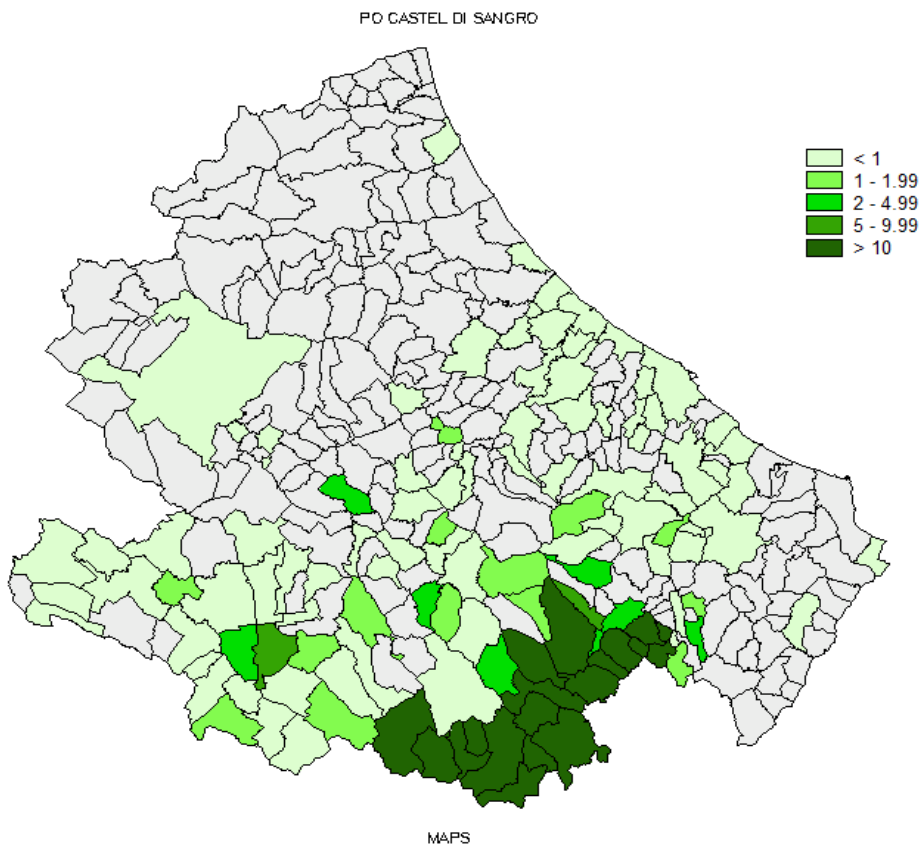 PO CASTEL DI SANGRO
< 1
1 - 1.99
2 - 4.99
5 - 9.99
> 10
MAPS